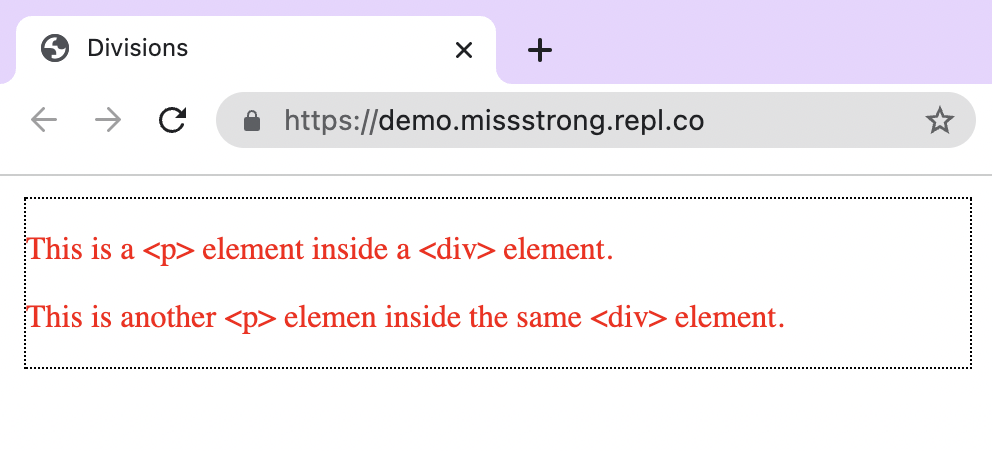 Divisions
https://demo.missstrong.repl.co
This is a <p> element inside a <div> element.
This is another <p> elemen inside the same <div> element.